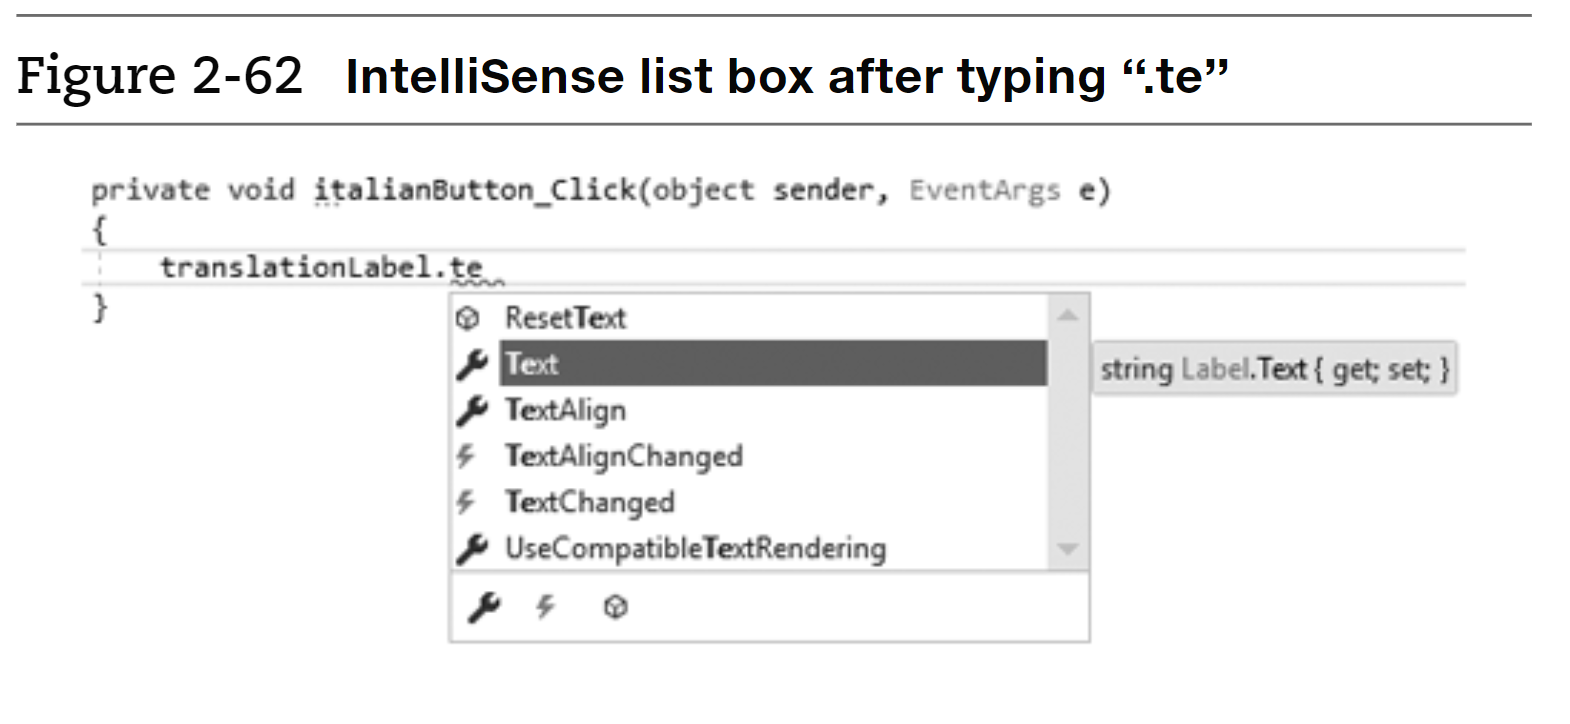 Figure 2-62 IntelliSense list box after typing “.te”
private void italianButton_Click(object sender, EventArgs e)
{
translationLabel.te
}
ResetText
Text
string Label.Text { get; set; }
TextAlign
TextAlignChanged
TextChanged
UseCompatibleTextRendering